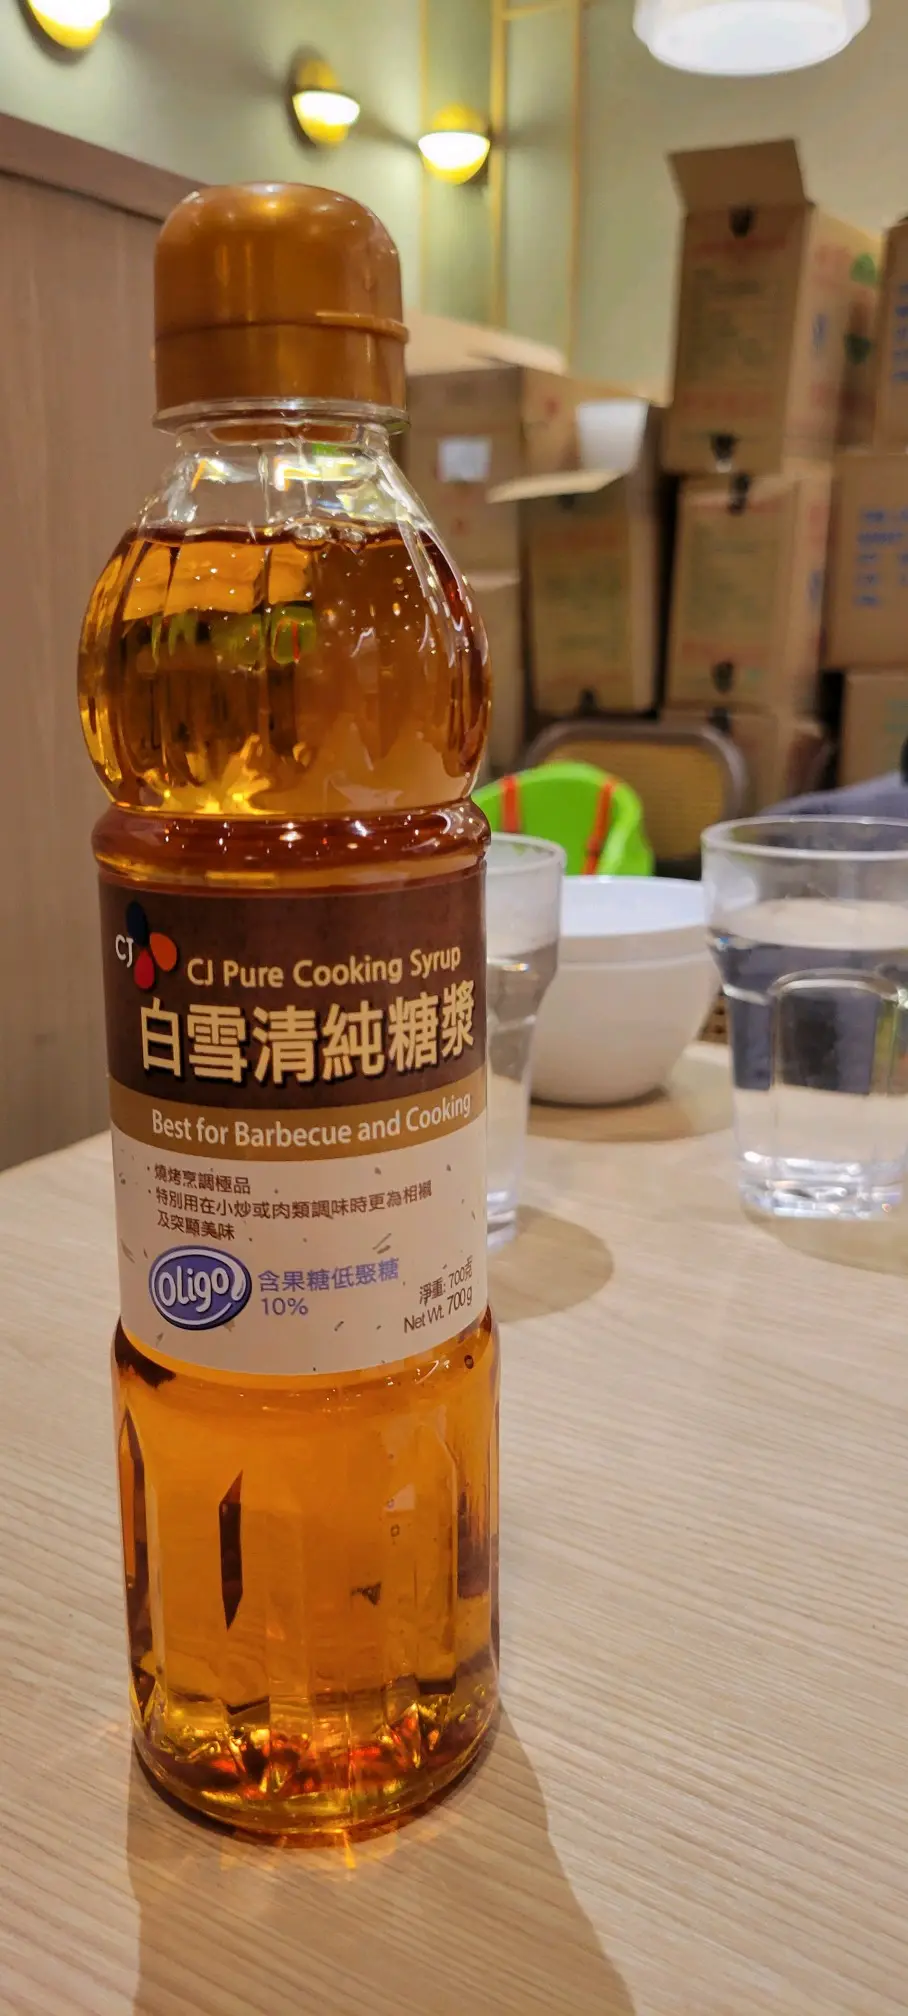 CJ
CJ Pure Cooking Syrup
白雪清純糖漿
Best for Barbecue and Cooking
燒烤烹調極品
特別用在小炒或肉類調味時更為相襯
及突顯美味
Oligo
含果糖低聚糖
10%
淨重: 700克
Net Wt. 700g